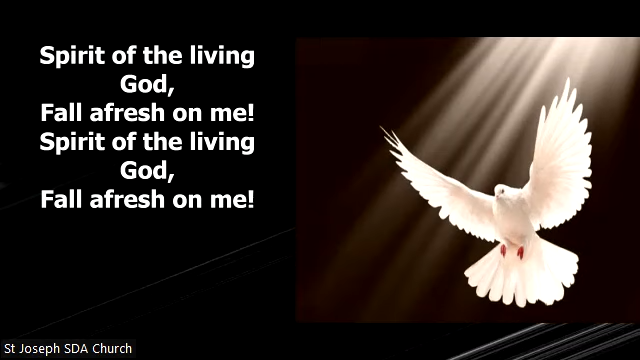 Spirit of the living
God,
Fall afresh on me!
Spirit of the living
God,
Fall afresh on me!
St Joseph SDA Church